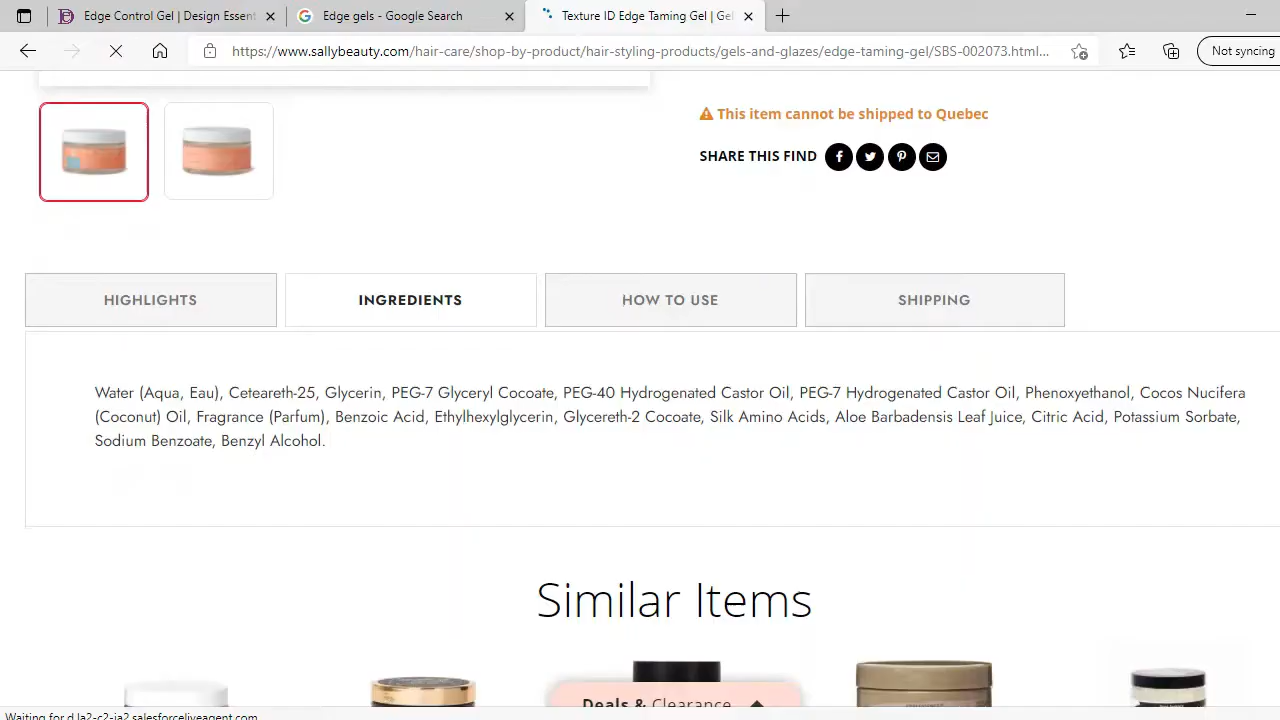 Edge Control Gel | Design Essent
Edge gels - Google Search
Texture ID Edge Taming Gel | Gel
https://www.sallybeauty.com/hair-care/shop-by-product/hair-styling-products/gels-and-glazes/edge-taming-gel/SBS-002073.html...
Not syncing
This item cannot be shipped to Quebec
SHARE THIS FIND
HIGHLIGHTS
INGREDIENTS
HOW TO USE
SHIPPING
Water (Aqua, Eau), Ceteareth-25, Glycerin, PEG-7 Glyceryl Cocoate, PEG-40 Hydrogenated Castor Oil, PEG-7 Hydrogenated Castor Oil, Phenoxyethanol, Cocos Nucifera
(Coconut) Oil, Fragrance (Parfum), Benzoic Acid, Ethylhexylglycerin, Glycereth-2 Cocoate, Silk Amino Acids, Aloe Barbadensis Leaf Juice, Citric Acid, Potassium Sorbate,
Sodium Benzoate, Benzyl Alcohol.
Similar Items
Deals & Clearance
Waiting for d.la2-c2-ia2.salesforceliveagent.com